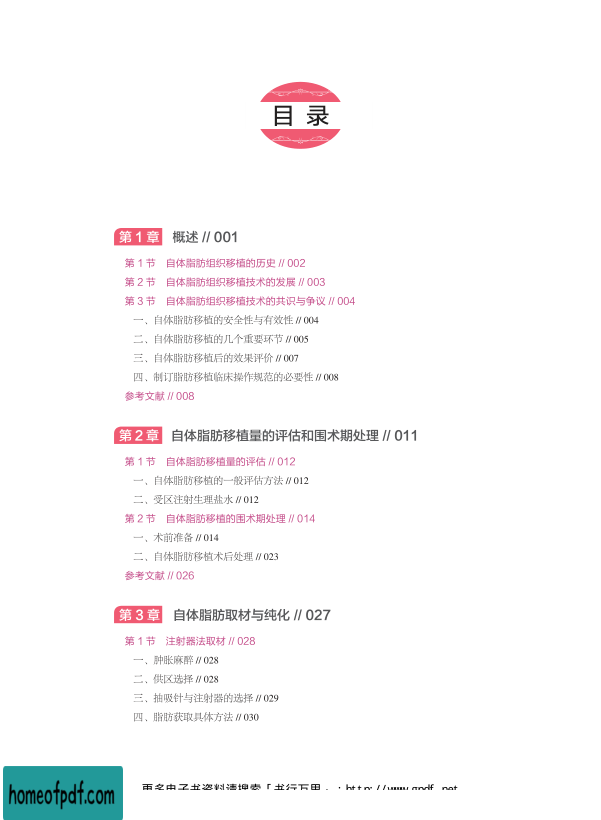 目 录
第 1 章 概述 // 001
第 1 节 自体脂肪组织移植的历史 // 002
第 2 节 自体脂肪组织移植技术的发展 // 003
第 3 节 自体脂肪组织移植技术的共识与争议 // 004
一、自体脂肪移植的安全性与有效性 // 004
二、自体脂肪移植的几个重要环节 // 005
三、自体脂肪移植后的效果评价 // 007
四、制订脂肪移植临床操作规范的必要性 // 008
参考文献 // 008
第 2 章 自体脂肪移植量的评估和围术期处理 // 011
第 1 节 自体脂肪移植量的评估 // 012
一、自体脂肪移植的一般评估方法 // 012
二、受区注射生理盐水 // 012
第 2 节 自体脂肪移植的围术期处理 // 014
一、术前准备 // 014
二、自体脂肪移植术后处理 // 023
参考文献 // 026
第 3 章 自体脂肪取材与纯化 // 027
第 1 节 注射器法取材 // 028
一、肿胀麻醉 // 028
二、供区选择 // 028
三、抽吸针与注射器的选择 // 029
四、脂肪获取具体方法 // 030
更多电子书资料请搜索「书行万里」：http://www.gpdf.net
homeofpdf.com